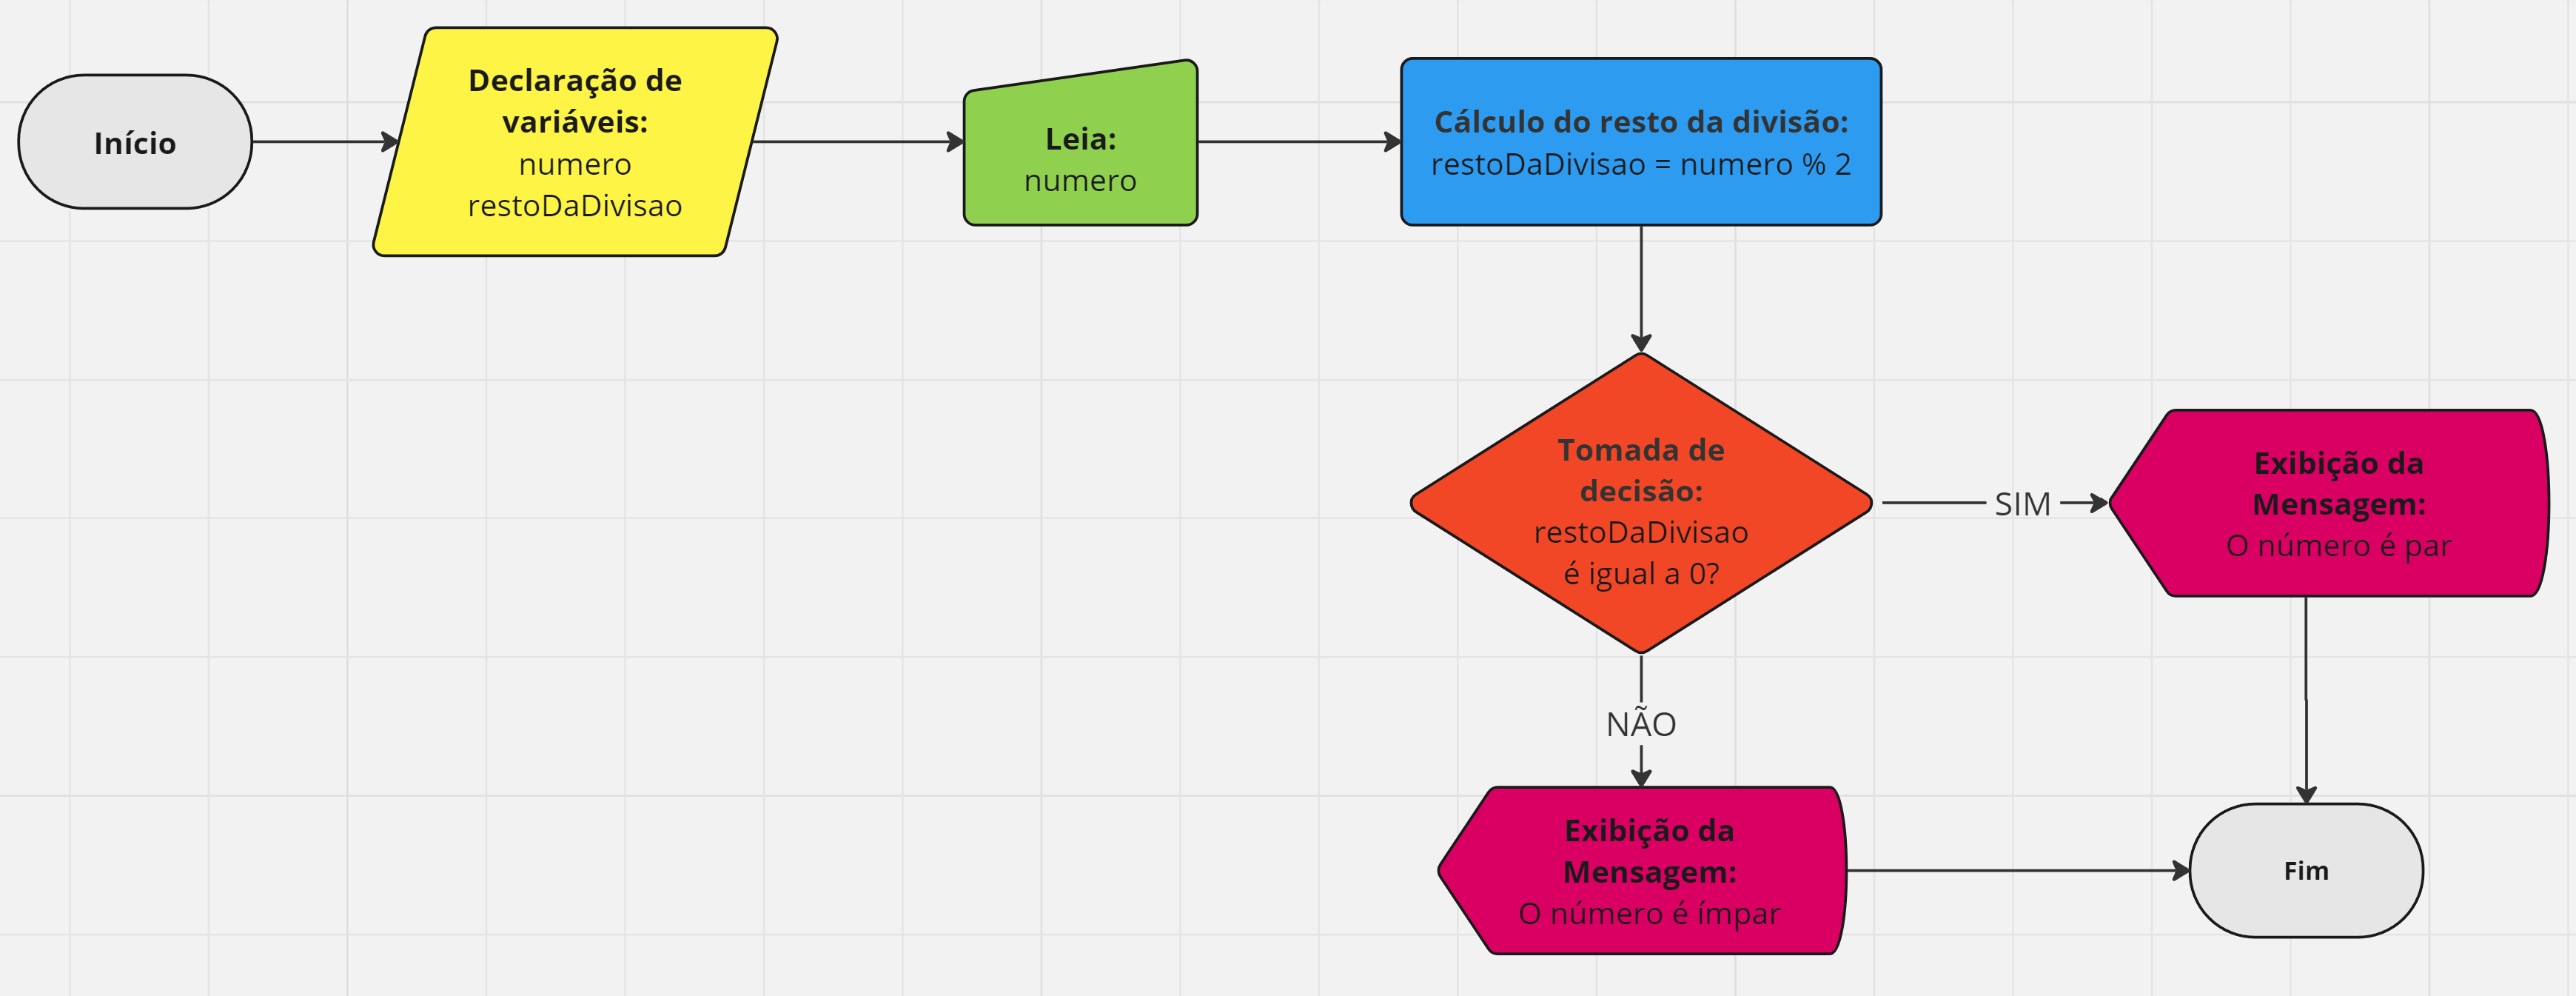 Início
Declaração de
variáveis:
numero
restoDaDivisao
Leia:
numero
Cálculo do resto da divisão:
restoDaDivisao = numero % 2
Tomada de
decisão:
restoDaDivisao
é igual a 0?
SIM
Exibição da
Mensagem:
O número é par
NÃO
Exibição da
Mensagem:
O número é ímpar
Fim